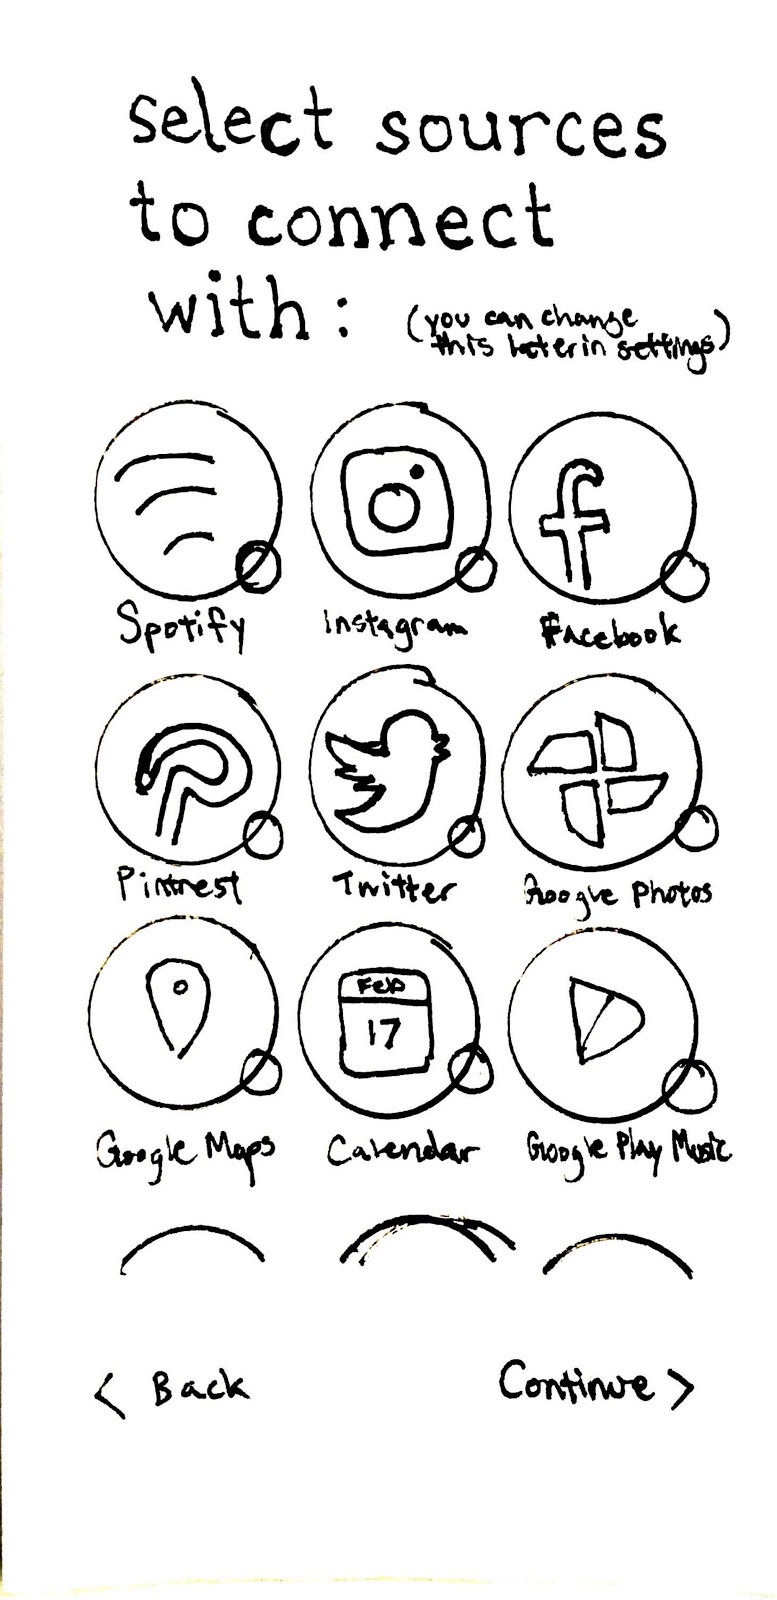 select sources
to connect
with:
(you can change
this later in settings)
Spotify Instagram Facebook
Pintrest Twitter Google Photos
Feb
17
Google Maps Calendar Google Play Music
< Back Continue >